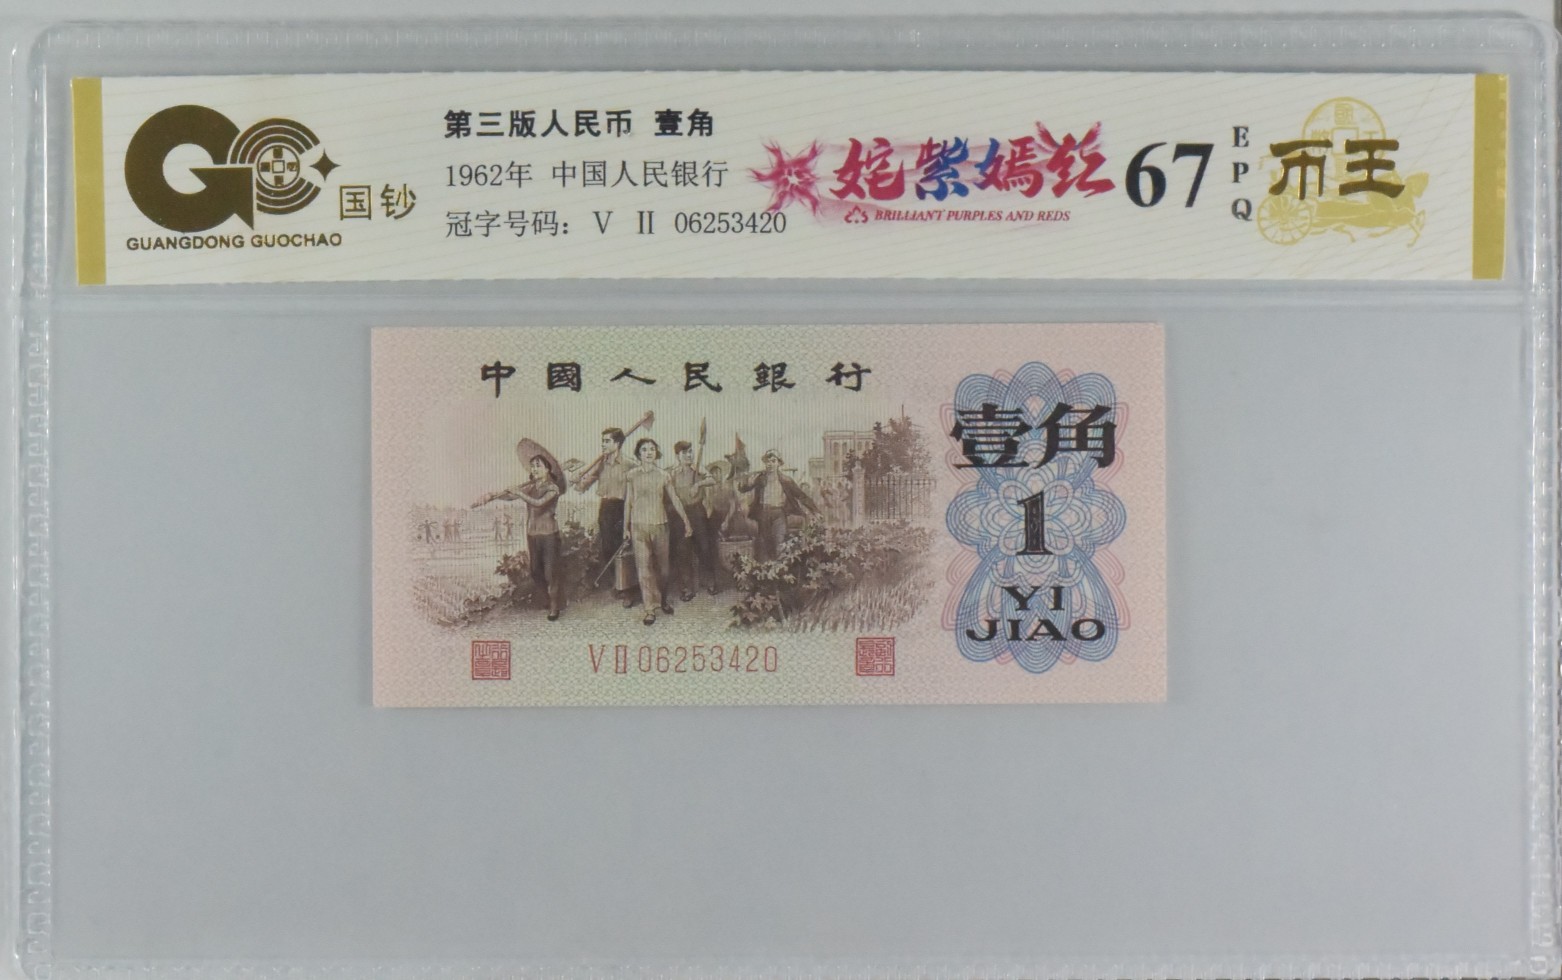 GC
国钞
GUANGDONG GUOCHAO
第三版人民币 壹角
1962年 中国人民银行
冠字号码: V II 06253420
姹紫嫣红
BRILLIANT PURPLES AND REDS
67
EPQ
币王
中國人民銀行
壹角
1
YI
JIAO
V II 06253420